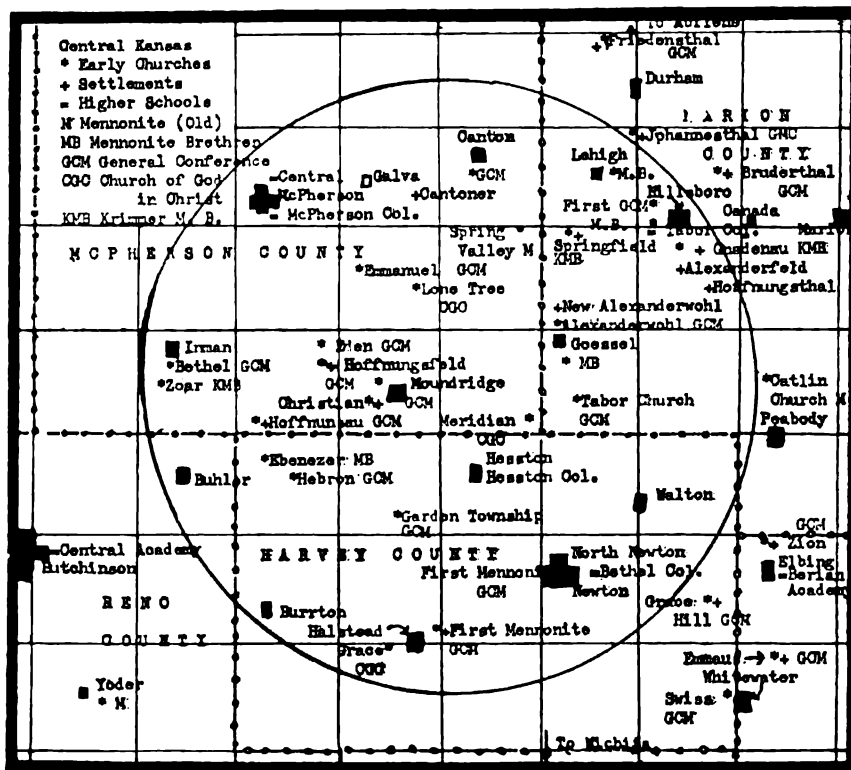 Central Kansas
* Early Churches
+ Settlements
= Higher Schools
M Mennonite (Old)
MB Mennonite Brethren
GCM General Conference
CGC Church of God
in Christ
KMB Krimmer M. B.
*Friedensthal
GCM
Durham
MARION
COUNTY
*+Johannesthal GMC
Canton
*GCM
Lehigh
*M.B.
*+ Bruderthal
GCM
=Central
McPherson
= McPherson Col.
Galva
+Cantoner
Hillsboro
First GCM*
*+ M.B.
= Tabor Col.
Canada
Spring *
Valley M
Springfield
KMB
* + Gnadenau KMB
+Alexanderfeld
+Hoffnungsthal
MCPHERSON COUNTY
*Emmanuel GCM
*Lone Tree
CGC
+New Alexanderwohl
*Alexanderwohl GCM
Goessel
* MB
Inman
*Bethel GCM
*Zoar KMB
* Eden GCM
*+ Hoffnungsfeld
GCM *
Moundridge
Christian*+
GCM
*+Hoffnungsau GCM
Meridian *
CGC
*Tabor Church
GCM
*Catlin
Church M
Peabody
Buhler
*Ebenezer MB
*Hebron GCM
Hesston
Hesston Col.
Walton
*Garden Township
GCM
=Central Academy
Hutchinson
HARVEY COUNTY
First Mennoni
GCM
North Newton
=Bethel Col.
Newton
GCM
*+ Zion
Elbing
=Berian
Academy
RENO
COUNTY
Burrton
Grace *+
Hill GCM
Halstead
Grace*
CGC
*+First Mennonite
GCM
Yoder
* M
Emmaus → *+ GCM
Whitewater
Swiss *
GCM
To Wichita